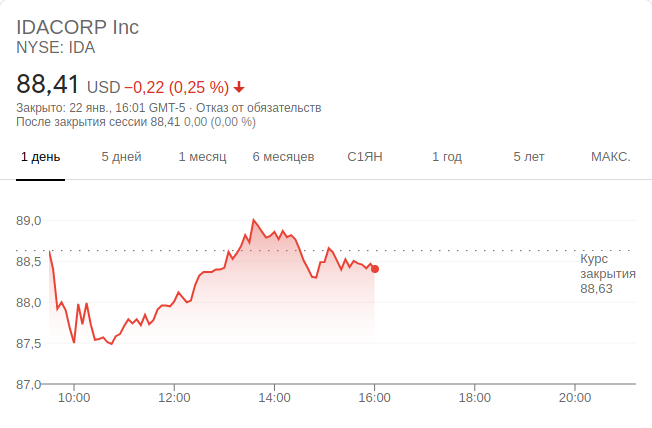 IDACORP Inc
NYSE: IDA
88,41 USD −0,22 (0,25 %)
Закрыто: 22 янв., 16:01 GMT-5 · Отказ от обязательств
После закрытия сессии 88,41 0,00 (0,00 %)
1 день 5 дней 1 месяц 6 месяцев С1ЯН 1 год 5 лет МАКС.
89,0
88,5
88,0
87,5
87,0
Курс
закрытия
88,63
10:00 12:00 14:00 16:00 18:00 20:00